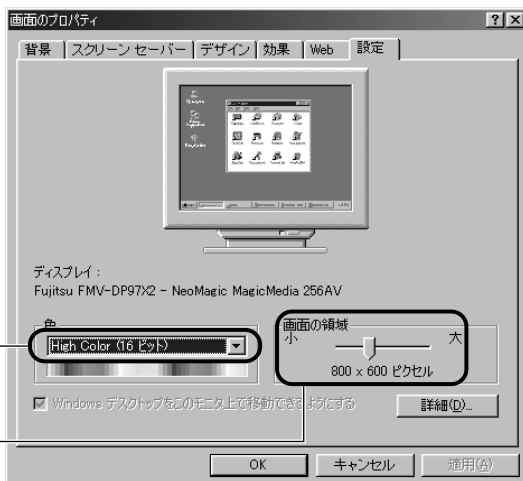 画面のプロパティ
背景 スクリーン セーバー デザイン 効果 Web 設定
ディスプレイ：
Fujitsu FMV-DP97X2 - NeoMagic MagicMedia 256AV
色
High Color (16 ビット)
画面の領域
小 大
800 x 600 ピクセル
Windows デスクトップをこのモニタ上で移動できるようにする
詳細(D)...
OK キャンセル 適用(A)